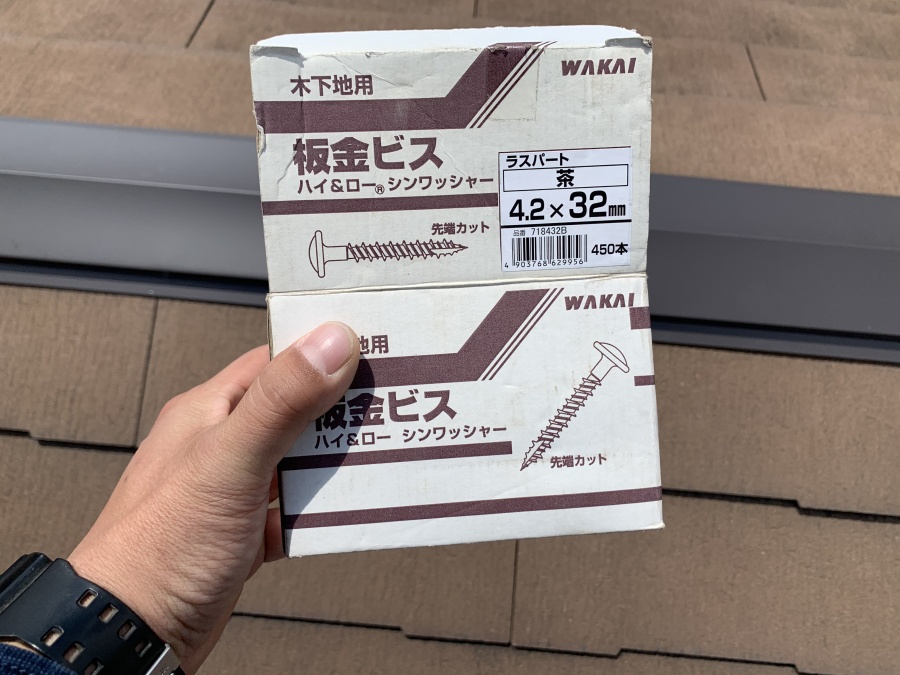 木下地用
WAKAI
板金ビス
ハイ&ロー® シンワッシャー
先端カット
ラスパート
茶
4.2×32mm
品番 718432B
4 903768 629956
450本
WAKAI
地用
板金ビス
ハイ&ロー シンワッシャー
先端カット